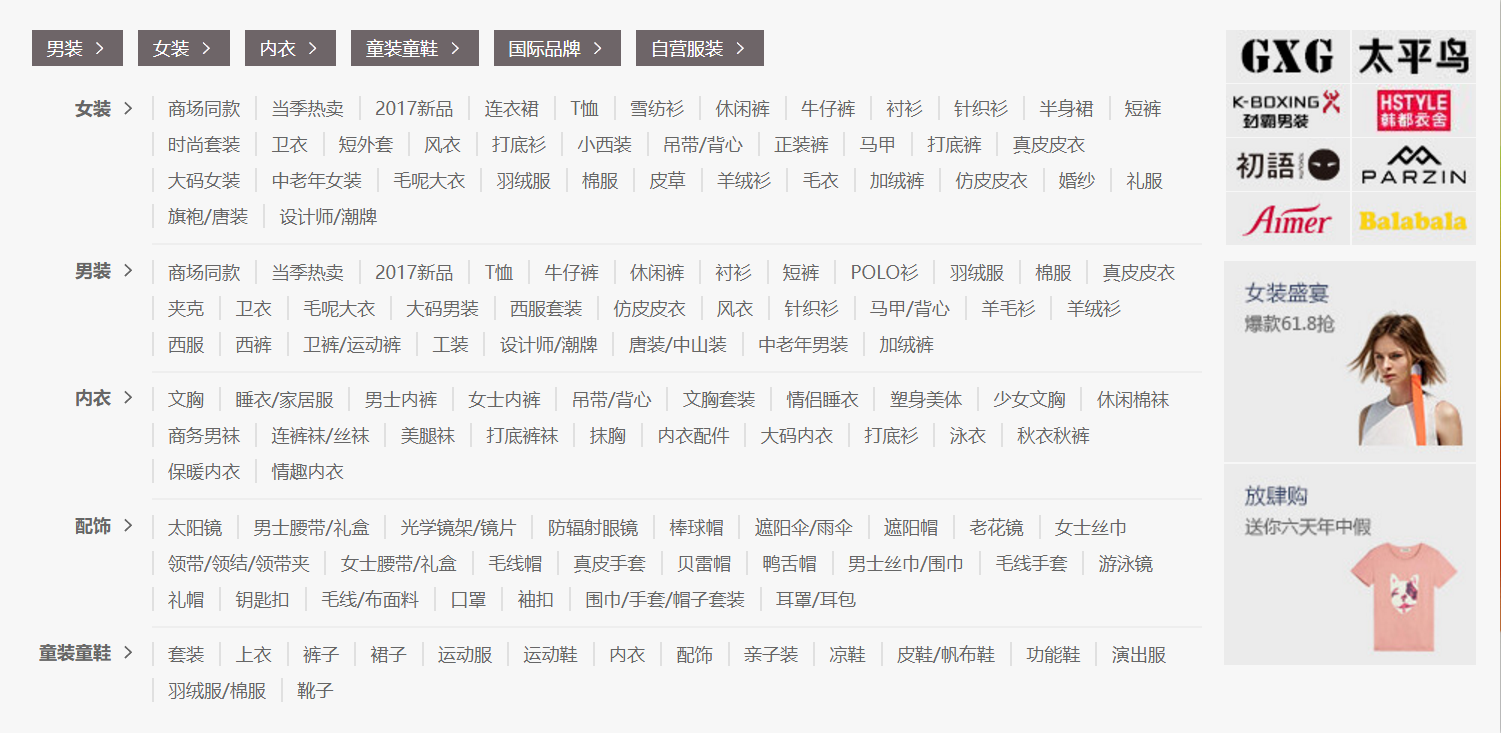 男装 > 女装 > 内衣 > 童装童鞋 > 国际品牌 > 自营服装 >
女装 > 商场同款 当季热卖 2017新品 连衣裙 T恤 雪纺衫 休闲裤 牛仔裤 衬衫 针织衫 半身裙 短裤
时尚套装 卫衣 短外套 风衣 打底衫 小西装 吊带/背心 正装裤 马甲 打底裤 真皮皮衣
大码女装 中老年女装 毛呢大衣 羽绒服 棉服 皮草 羊绒衫 毛衣 加绒裤 仿皮皮衣 婚纱 礼服
旗袍/唐装 设计师/潮牌
男装 > 商场同款 当季热卖 2017新品 T恤 牛仔裤 休闲裤 衬衫 短裤 POLO衫 羽绒服 棉服 真皮皮衣
夹克 卫衣 毛呢大衣 大码男装 西服套装 仿皮皮衣 风衣 针织衫 马甲/背心 羊毛衫 羊绒衫
西服 西裤 卫裤/运动裤 工装 设计师/潮牌 唐装/中山装 中老年男装 加绒裤
内衣 > 文胸 睡衣/家居服 男士内裤 女士内裤 吊带/背心 文胸套装 情侣睡衣 塑身美体 少女文胸 休闲棉袜
商务男袜 连裤袜/丝袜 美腿袜 打底裤袜 抹胸 内衣配件 大码内衣 打底衫 泳衣 秋衣秋裤
保暖内衣 情趣内衣
配饰 > 太阳镜 男士腰带/礼盒 光学镜架/镜片 防辐射眼镜 棒球帽 遮阳伞/雨伞 遮阳帽 老花镜 女士丝巾
领带/领结/领带夹 女士腰带/礼盒 毛线帽 真皮手套 贝雷帽 鸭舌帽 男士丝巾/围巾 毛线手套 游泳镜
礼帽 钥匙扣 毛线/布面料 口罩 袖扣 围巾/手套/帽子套装 耳罩/耳包
童装童鞋 > 套装 上衣 裤子 裙子 运动服 运动鞋 内衣 配饰 亲子装 凉鞋 皮鞋/帆布鞋 功能鞋 演出服
羽绒服/棉服 靴子
GXG 太平鸟
K-BOXING
劲霸男装
HSTYLE
韩都衣舍
初語 PARZIN
Aimer Balabala
女装盛宴
爆款61.8抢
放肆购
送你六天年中假